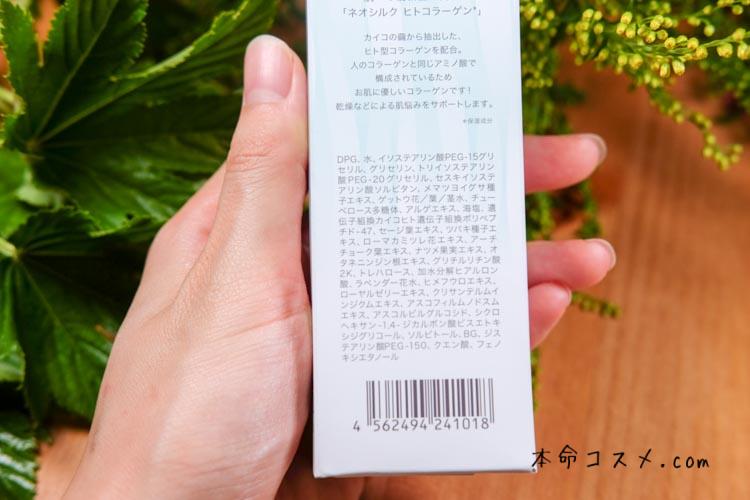 「ネオシルク ヒトコラーゲン*」
カイコの繭から抽出した、
ヒト型コラーゲンを配合。
人のコラーゲンと同じアミノ酸で
構成されているため
お肌に優しいコラーゲンです！
乾燥などによる肌悩みをサポートします。
*保湿成分
DPG、水、イソステアリン酸PEG-15グリ
セリル、グリセリン、トリイソステアリン
酸PEG-20グリセリル、セスキイソステ
アリン酸ソルビタン、メマツヨイグサ種
子エキス、ゲットウ花／葉／茎水、チュー
ベロース多糖体、アルゲエキス、海塩、遺
伝子組換カイコヒト遺伝子組換ポリペプ
チド-47、セージ葉エキス、ツバキ種子エ
キス、ローマカミツレ花エキス、アーチ
チョーク葉エキス、ナツメ果実エキス、オ
タネニンジン根エキス、グリチルリチン酸
2K、トレハロース、加水分解ヒアルロン
酸、ラベンダー花水、ヒメフウロエキス、
ローヤルゼリーエキス、クリサンテルムイ
ンジクムエキス、アスコフィルムノドスム
エキス、アスコルビルグルコシド、シクロ
ヘキサン-1,4-ジカルボン酸ビスエトキ
シジグリコール、ソルビトール、BG、ジス
テアリン酸PEG-150、クエン酸、フェノ
キシエタノール
4 562494 241018
本命コスメ.com